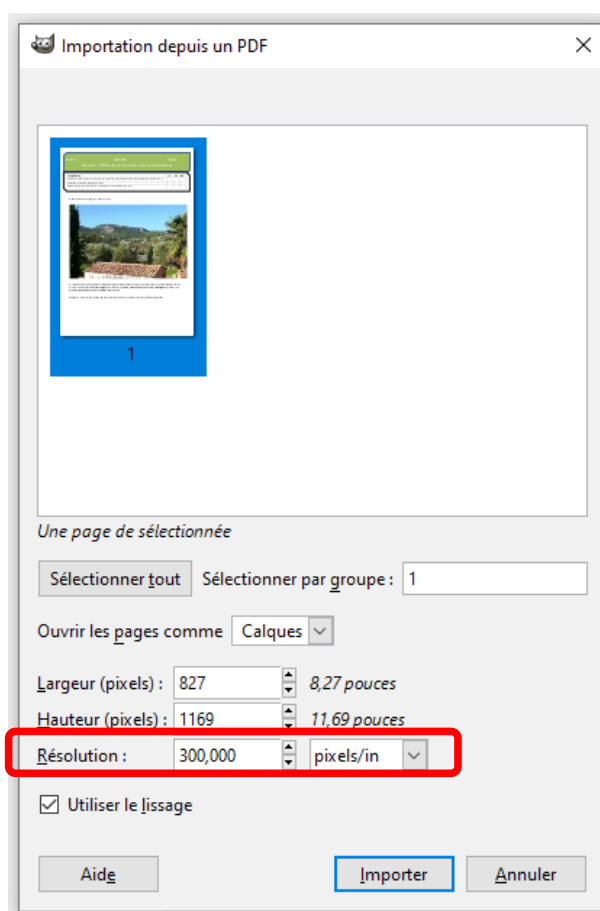 Importation depuis un PDF
1
Une page de sélectionnée
Sélectionner tout Sélectionner par groupe : 1
Ouvrir les pages comme Calques
Largeur (pixels) : 827 8,27 pouces
Hauteur (pixels) : 1169 11,69 pouces
Résolution : 300,000 pixels/in
Utiliser le lissage
Aide Importer Annuler